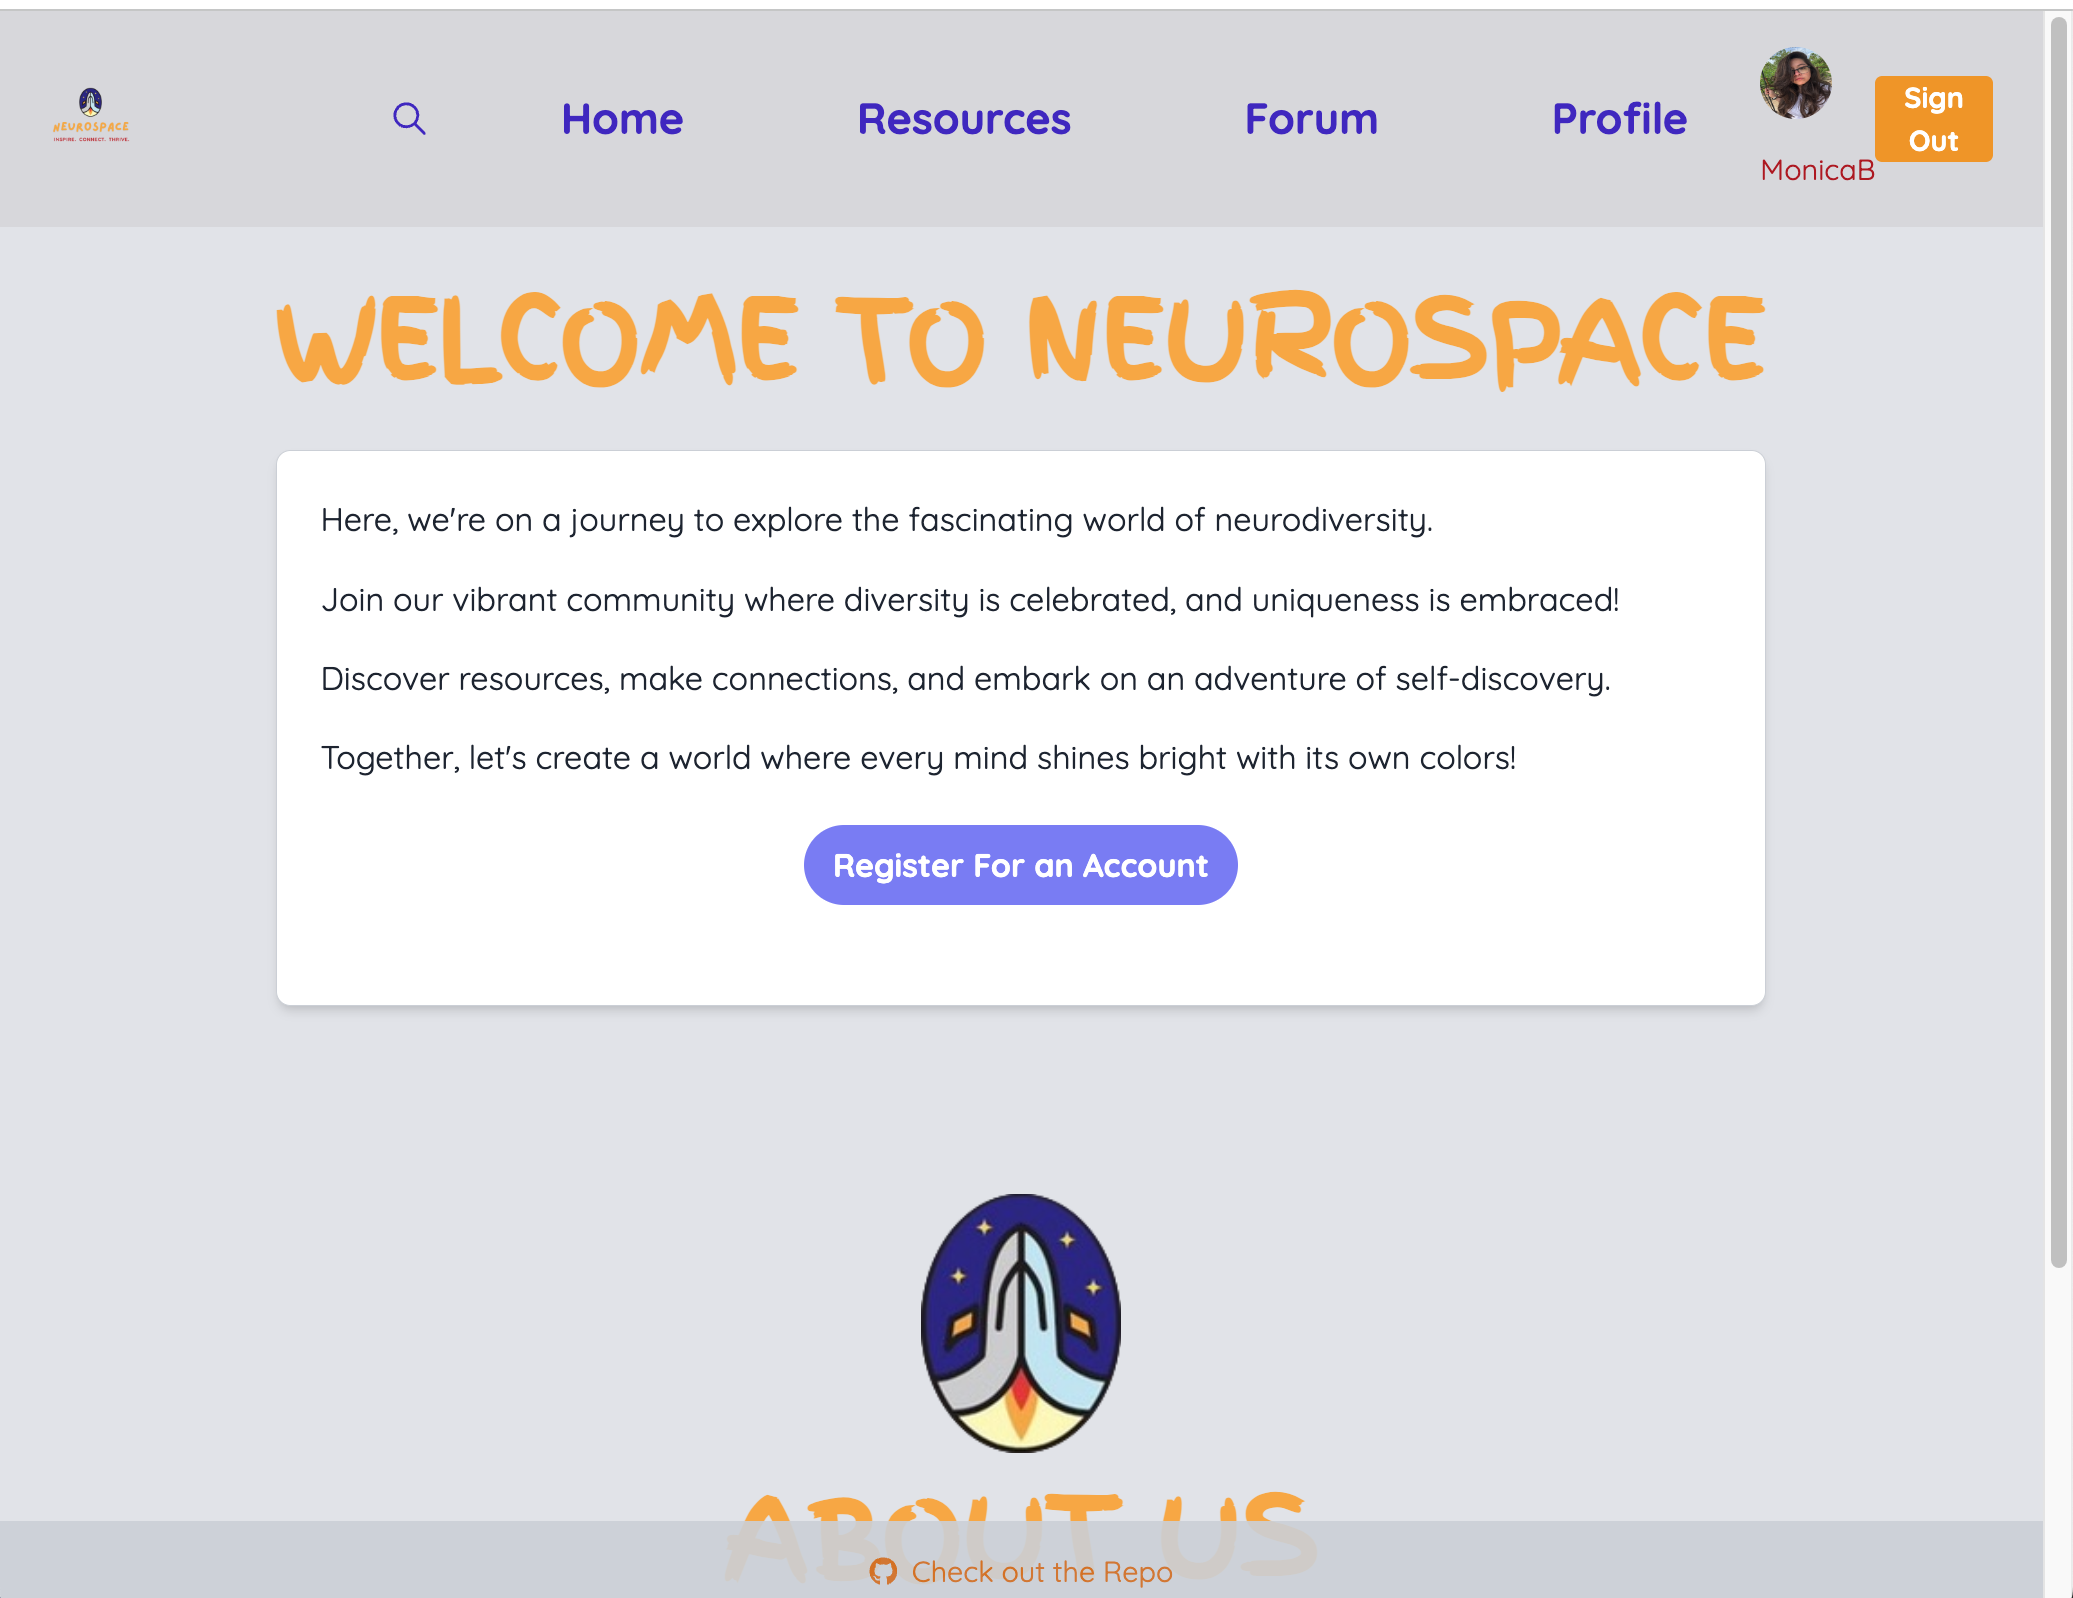 NEUROSPACE
INSPIRE. CONNECT. THRIVE.
Home
Resources
Forum
Profile
MonicaB
Sign
Out
WELCOME TO NEUROSPACE
Here, we're on a journey to explore the fascinating world of neurodiversity.
Join our vibrant community where diversity is celebrated, and uniqueness is embraced!
Discover resources, make connections, and embark on an adventure of self-discovery.
Together, let's create a world where every mind shines bright with its own colors!
Register For an Account
ABOUT US
Check out the Repo